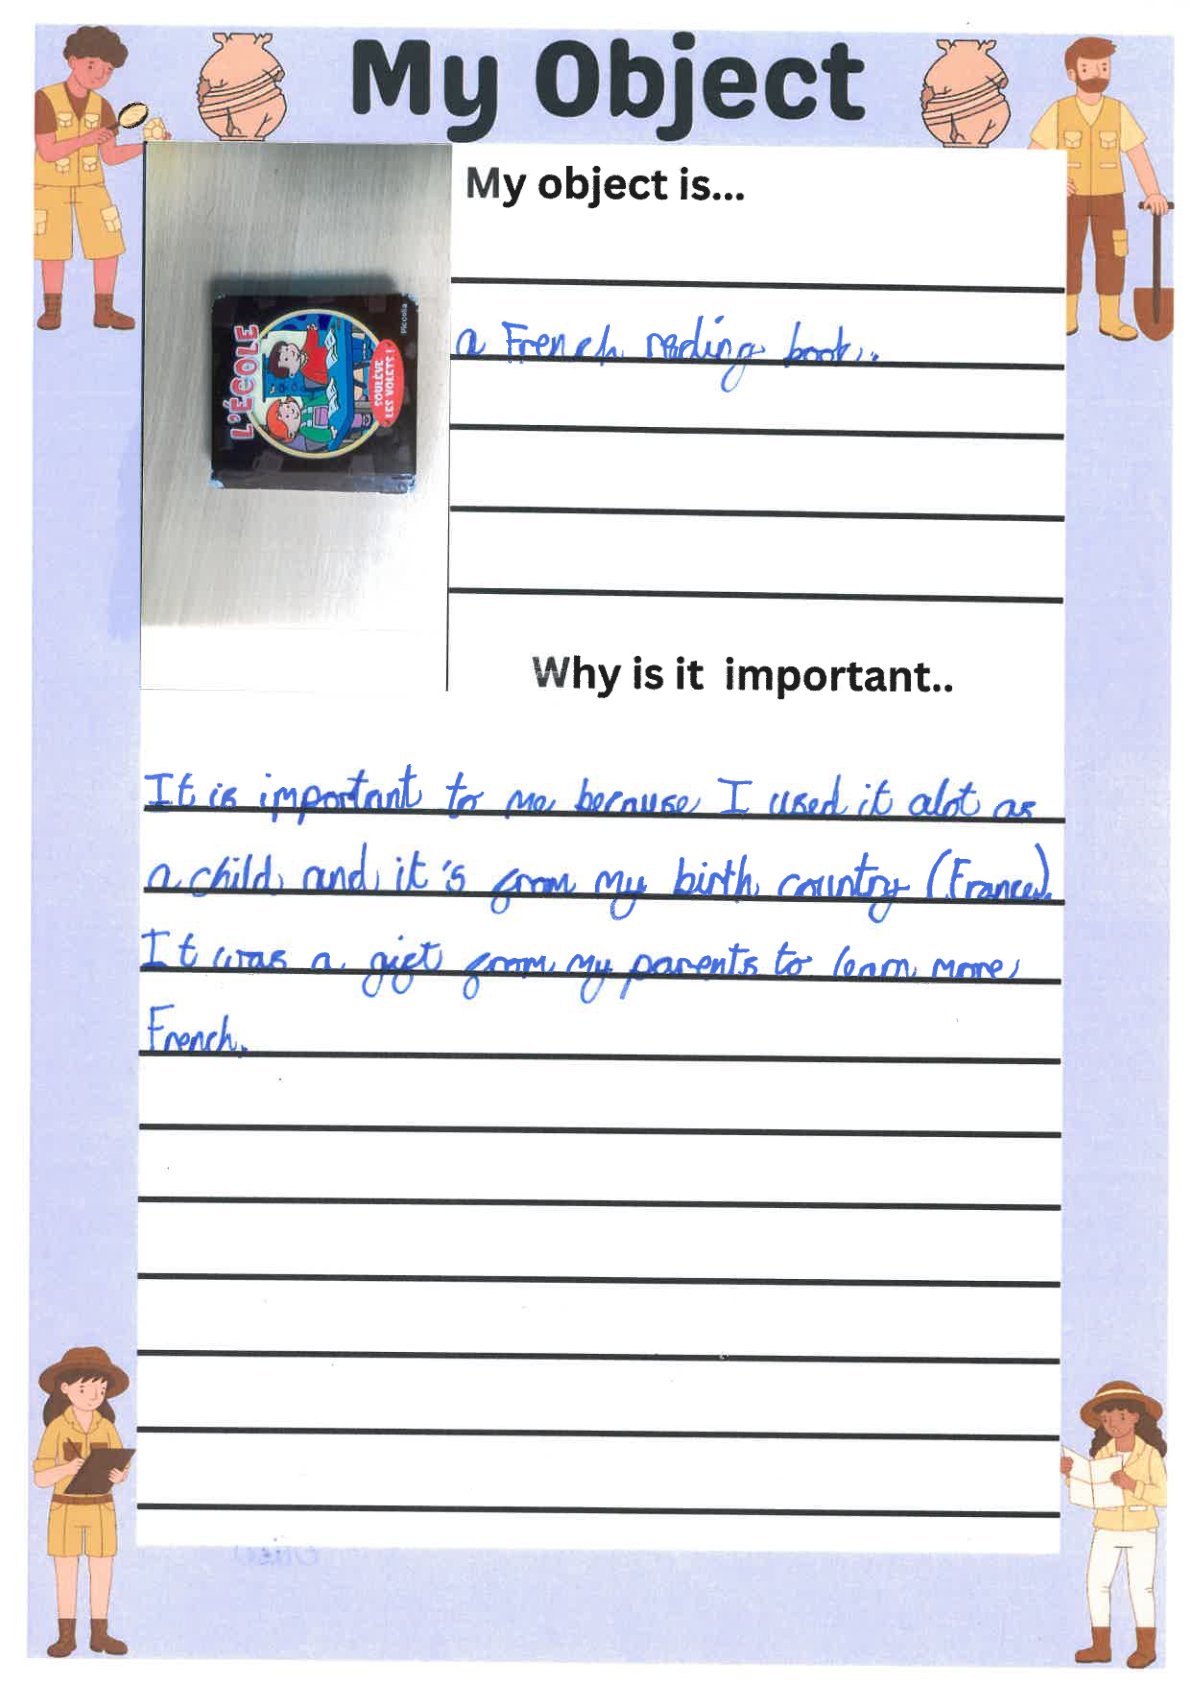 My Object
My object is...
L'ÉCOLE
SOULÈVE
LES VOLETS !
Piccolia
a French reding book.
Why is it important..
It is important to me because I used it alot as
a child and it's from my birth country (France).
It was a gift from my parents to learn more
French.